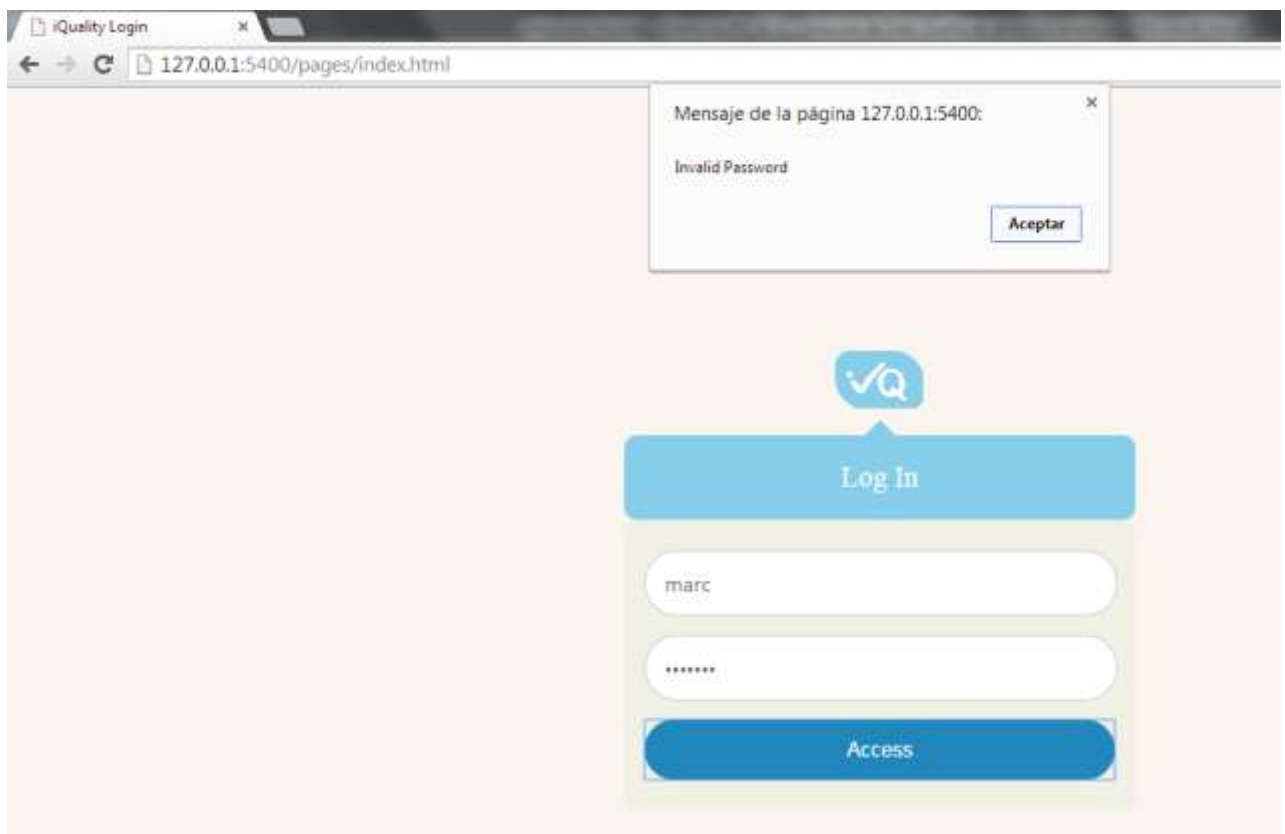 iQuality Login
127.0.0.1:5400/pages/index.html
Mensaje de la página 127.0.0.1:5400:
Invalid Password
Aceptar
Q
Log In
marc
•••••••
Access